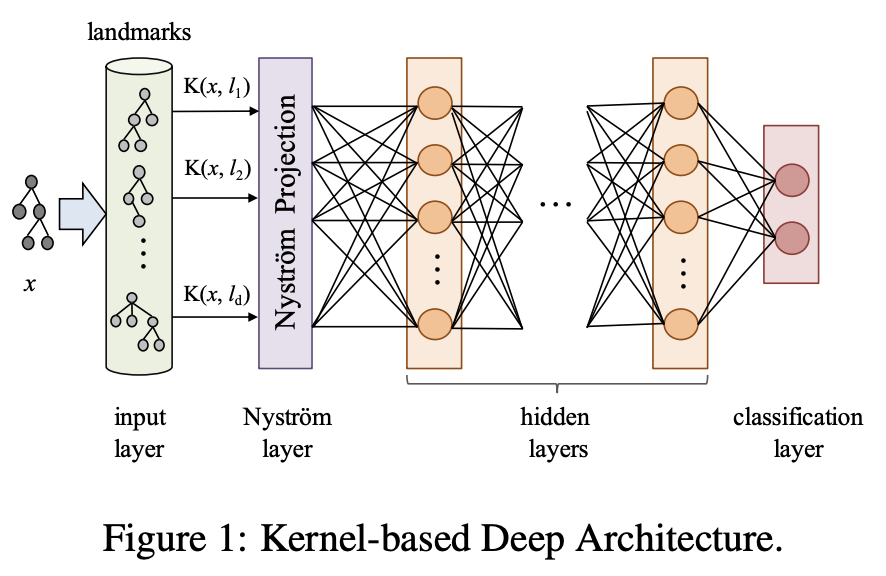 landmarks
K(x, l₁)
K(x, l₂)
K(x, l_d)
x
Nyström Projection
input
layer
Nyström
layer
hidden
layers
classification
layer
Figure 1: Kernel-based Deep Architecture.